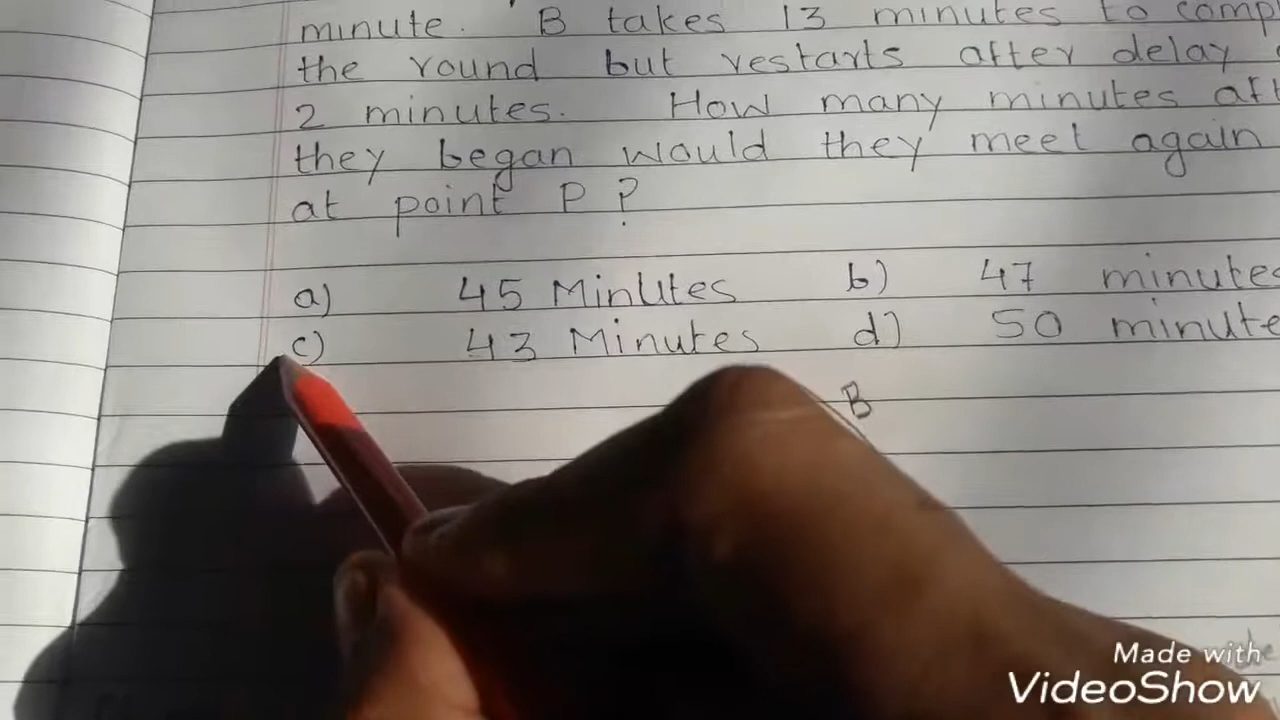 minute. B takes 13 minutes to comp
the round but restarts after delay
2 minutes. How many minutes aft
they began would they meet again
at point P ?
a) 45 Minutes b) 47 minutes
c) 43 Minutes d) 50 minute
B
Made with
VideoShow